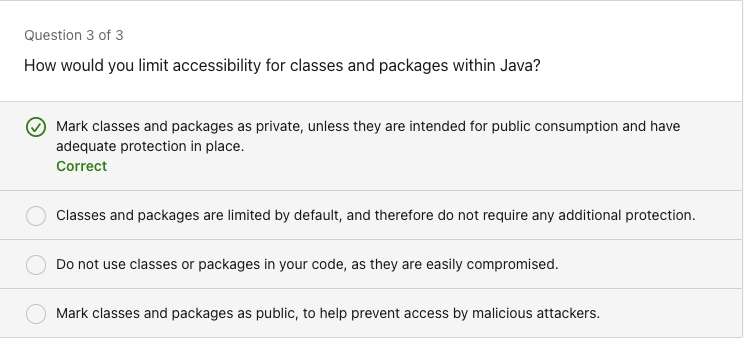 Question 3 of 3
How would you limit accessibility for classes and packages within Java?
Mark classes and packages as private, unless they are intended for public consumption and have
adequate protection in place.
Correct
Classes and packages are limited by default, and therefore do not require any additional protection.
Do not use classes or packages in your code, as they are easily compromised.
Mark classes and packages as public, to help prevent access by malicious attackers.